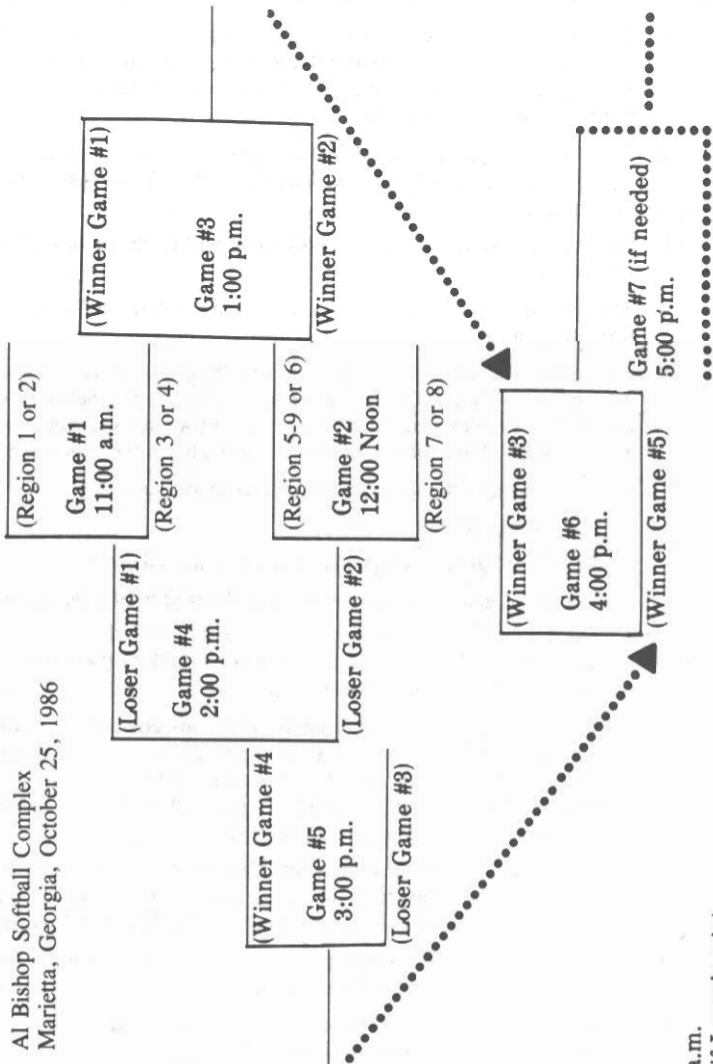 Al Bishop Softball Complex
Marietta, Georgia, October 25, 1986
(Region 1 or 2)
Game #1
11:00 a.m.
(Region 3 or 4)
(Region 5-9 or 6)
Game #2
12:00 Noon
(Region 7 or 8)
(Winner Game #1)
Game #3
1:00 p.m.
(Winner Game #2)
(Loser Game #1)
Game #4
2:00 p.m.
(Loser Game #2)
(Winner Game #4
Game #5
3:00 p.m.
(Loser Game #3)
(Winner Game #3)
Game #6
4:00 p.m.
(Winner Game #5)
Game #7 (if needed)
5:00 p.m.
a.m.